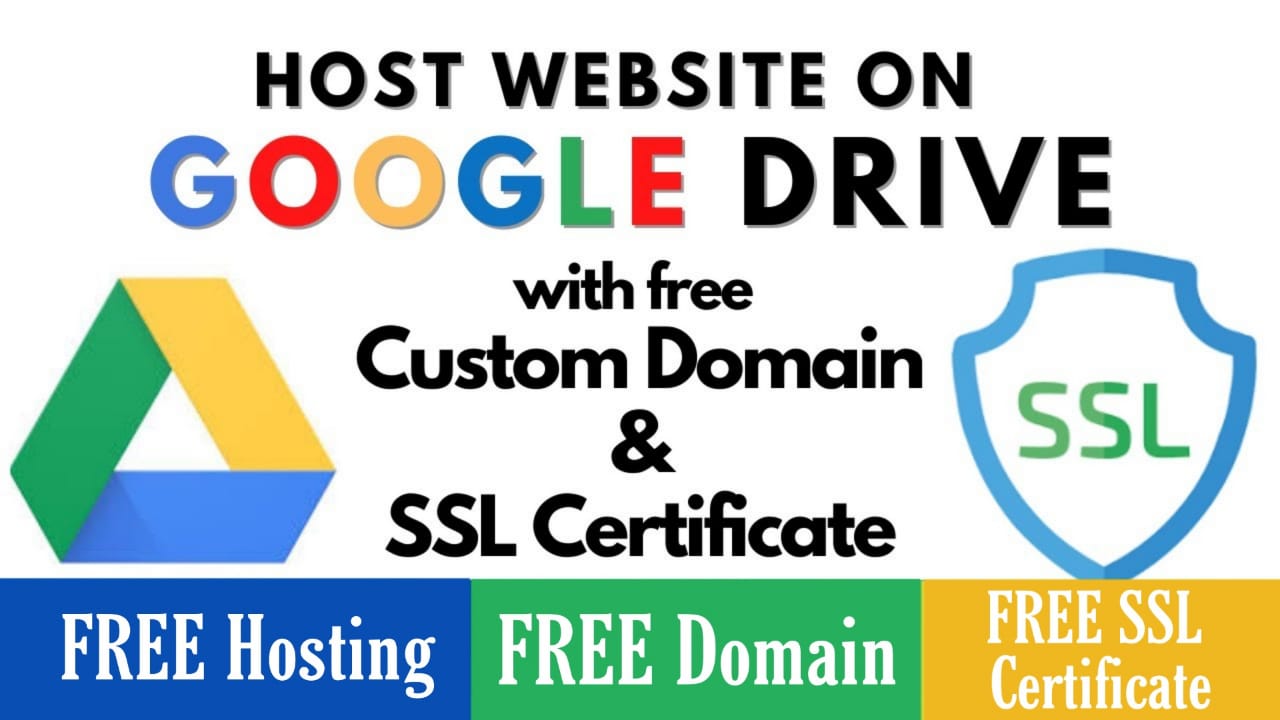 HOST WEBSITE ON
GOOGLE DRIVE
with free
Custom Domain
&
SSL Certificate
SSL
FREE Hosting
FREE Domain
FREE SSL
Certificate